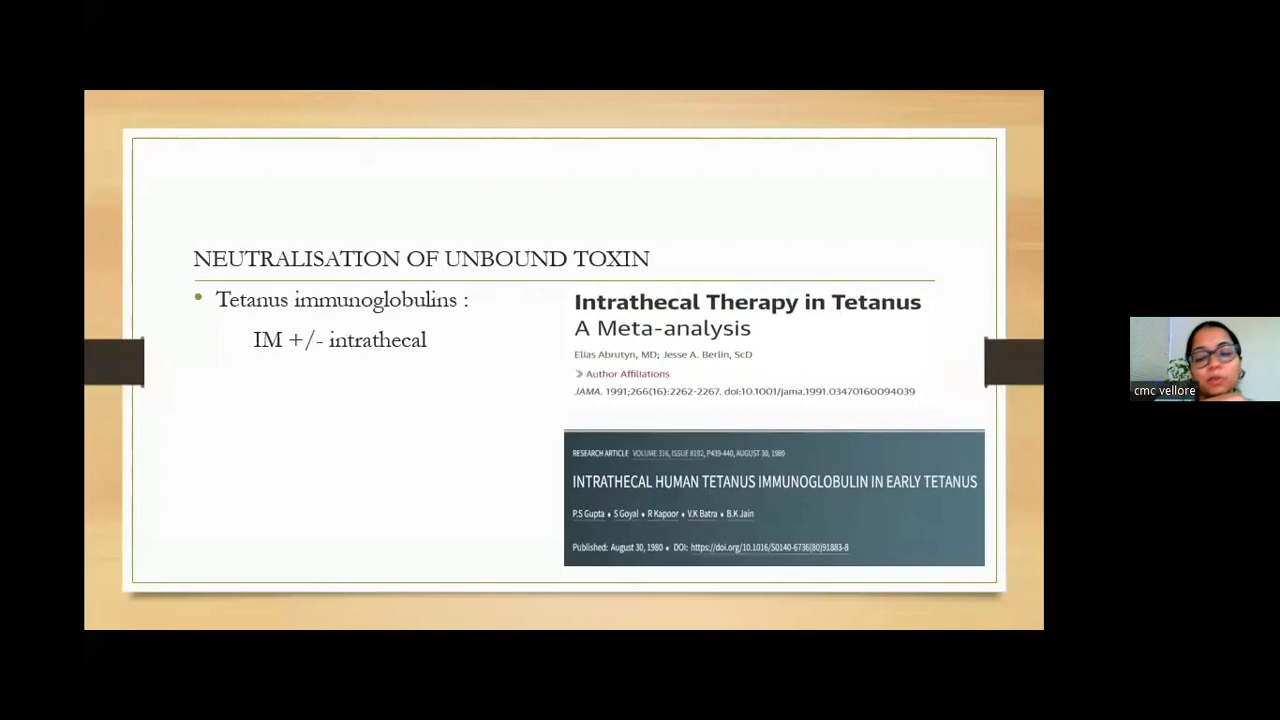 NEUTRALISATION OF UNBOUND TOXIN
• Tetanus immunoglobulins :
IM +/- intrathecal
Intrathecal Therapy in Tetanus
A Meta-analysis
Elias Abrutyn, MD; Jesse A. Berlin, ScD
» Author Affiliations
JAMA. 1991;266(16):2262-2267. doi:10.1001/jama.1991.03470160094039
RESEARCH ARTICLE VOLUME 316, ISSUE 8192, P439-440, AUGUST 30, 1980
INTRATHECAL HUMAN TETANUS IMMUNOGLOBULIN IN EARLY TETANUS
P.S Gupta • S Goyal • R Kapoor • V.K Batra • B.K Jain
Published: August 30, 1980 • DOI: https://doi.org/10.1016/S0140-6736(80)91883-8
cmc vellore